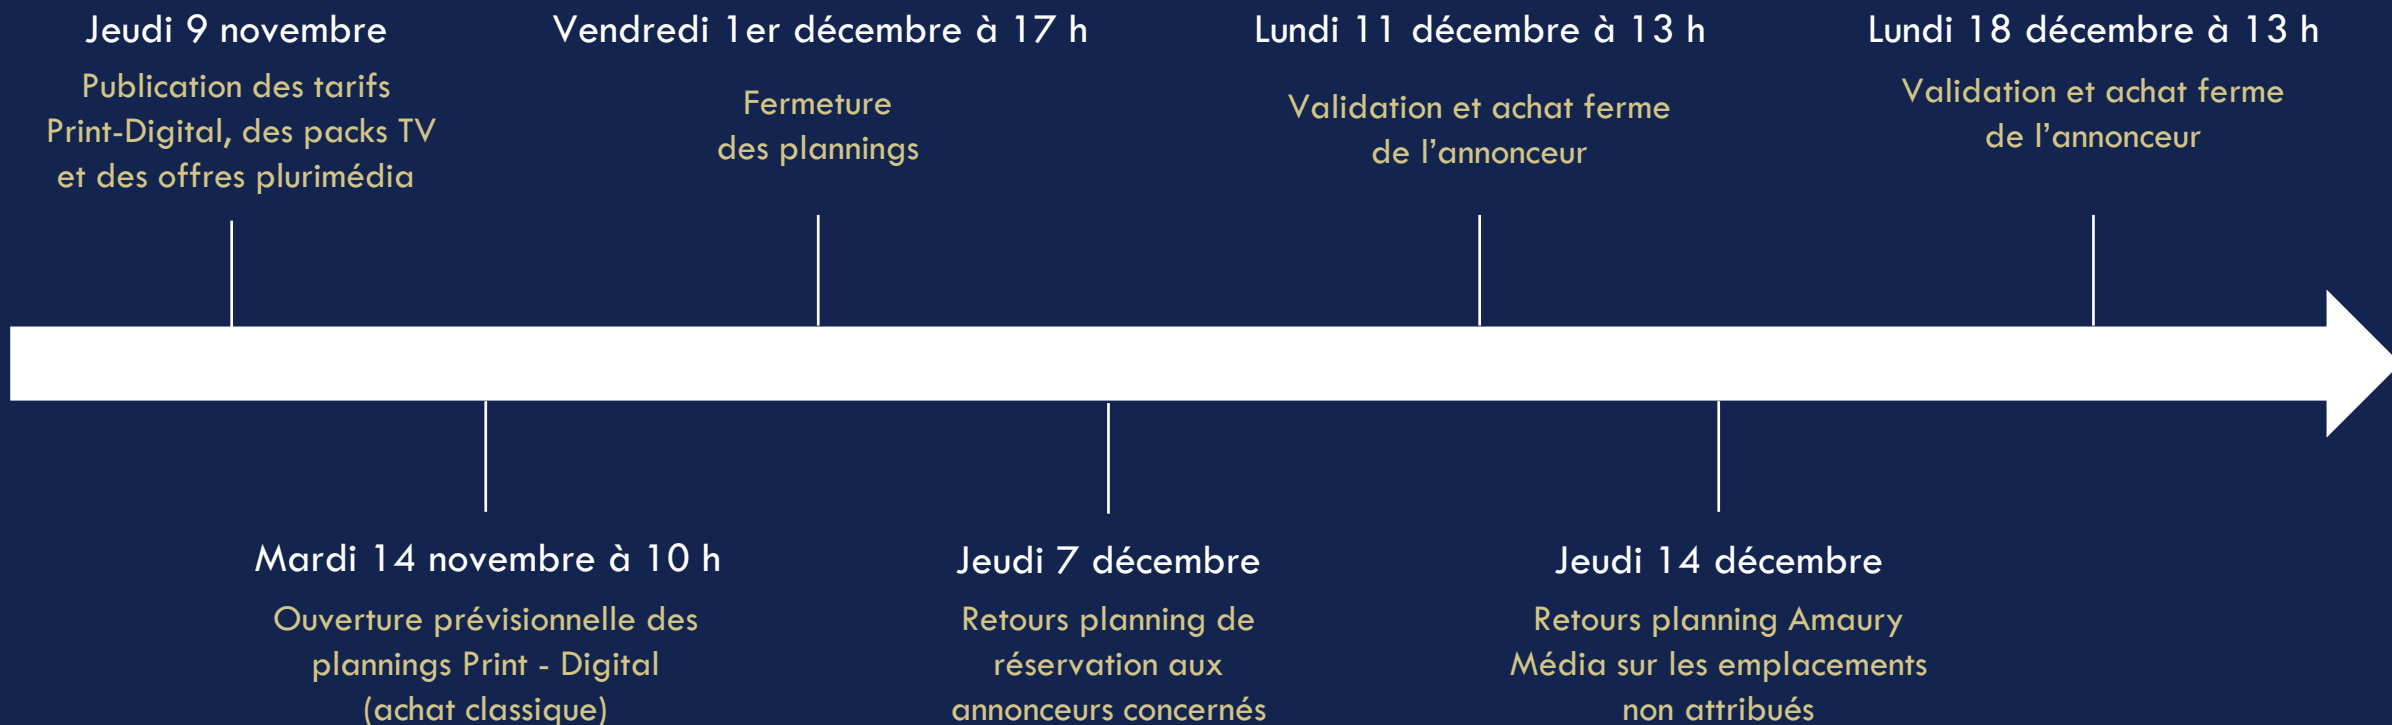 Jeudi 9 novembre
Publication des tarifs
Print-Digital, des packs TV
et des offres plurimédia
Vendredi 1er décembre à 17 h
Fermeture
des plannings
Lundi 11 décembre à 13 h
Validation et achat ferme
de l’annonceur
Lundi 18 décembre à 13 h
Validation et achat ferme
de l’annonceur
Mardi 14 novembre à 10 h
Ouverture prévisionnelle des
plannings Print - Digital
(achat classique)
Jeudi 7 décembre
Retours planning de
réservation aux
annonceurs concernés
Jeudi 14 décembre
Retours planning Amaury
Média sur les emplacements
non attribués